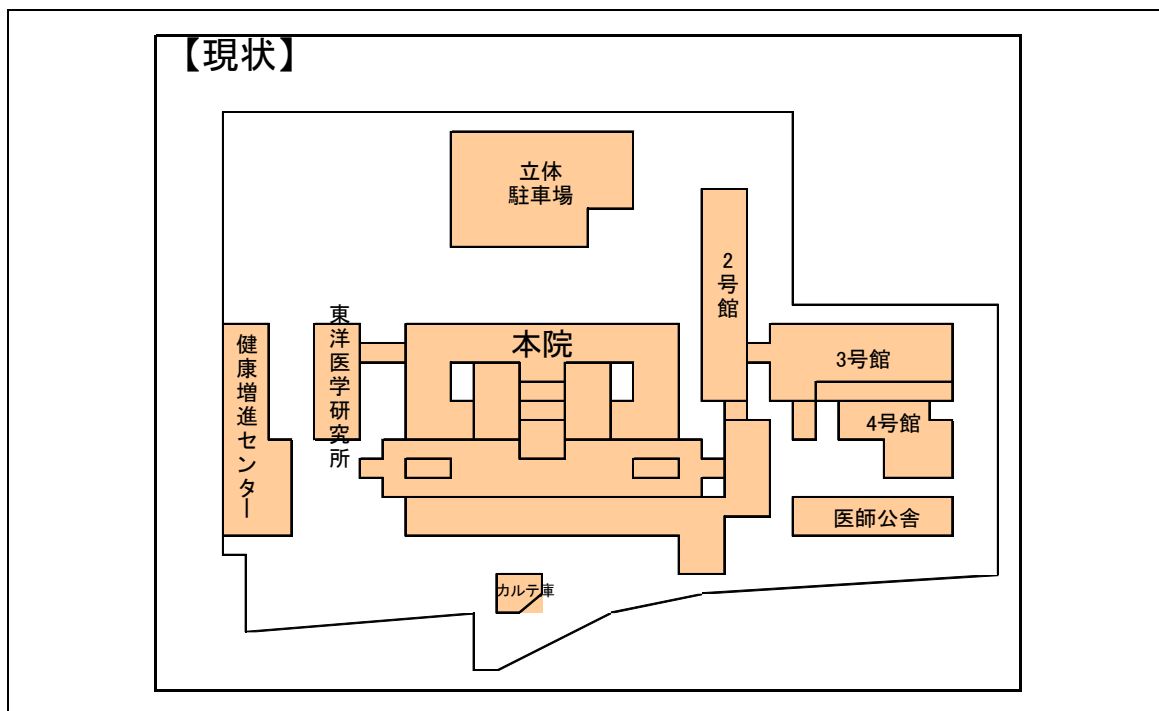 【現状】
立体
駐車場
2号館
東洋医学研究所
本院
健康増進センター
3号館
4号館
医師公舎
カルテ庫